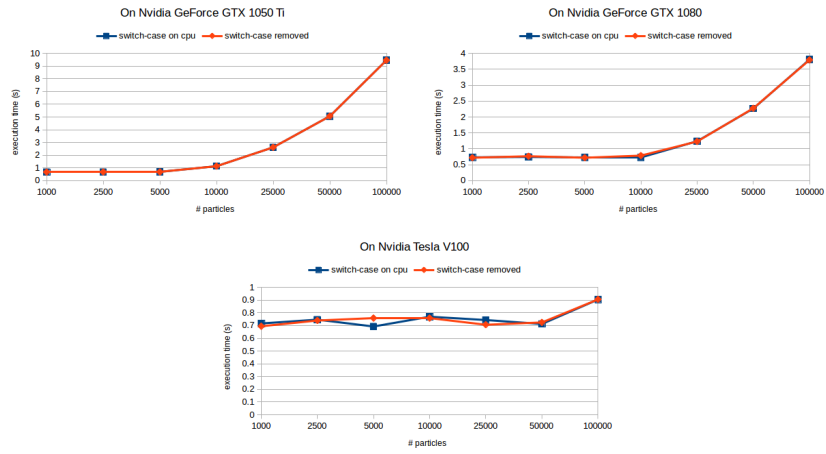 On Nvidia GeForce GTX 1050 Ti
switch-case on cpu switch-case removed
10
9
8
7
6
5
4
3
2
1
0
execution time (s)
1000 2500 5000 10000 25000 50000 100000
# particles
On Nvidia GeForce GTX 1080
switch-case on cpu switch-case removed
4
3.5
3
2.5
2
1.5
1
0.5
0
execution time (s)
1000 2500 5000 10000 25000 50000 100000
# particles
On Nvidia Tesla V100
switch-case on cpu switch-case removed
1
0.9
0.8
0.7
0.6
0.5
0.4
0.3
0.2
0.1
0
execution time (s)
1000 2500 5000 10000 25000 50000 100000
# particles